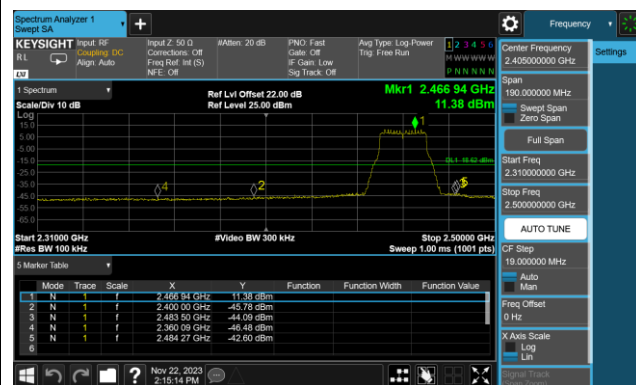 Spectrum Analyzer 1
Swept SA
Frequency
KEYSIGHT
RL
Input: RF
Coupling: DC
Align: Auto
Input Z: 50 Ω
Corrections: Off
Freq Ref: Int (S)
NFE: Off
#Atten: 20 dB
PNO: Fast
Gate: Off
IF Gain: Low
Sig Track: Off
Avg Type: Log-Power
Trig: Free Run
1 2 3 4 5 6
M W W W W W
P N N N N N
Center Frequency
2.405000000 GHz
Settings
Span
190.000000 MHz
Swept Span
Zero Span
Full Span
Start Freq
2.310000000 GHz
Stop Freq
2.500000000 GHz
AUTO TUNE
CF Step
19.000000 MHz
Auto
Man
Freq Offset
0 Hz
X Axis Scale
Log
Lin
Signal Track
(Span Zoom)
1 Spectrum
Scale/Div 10 dB
Ref Lvl Offset 22.00 dB
Ref Level 25.00 dBm
Mkr1 2.466 94 GHz
11.38 dBm
Log
15.0
5.00
-5.00
-15.0
-25.0
-35.0
-45.0
-55.0
-65.0
DL1 -18.62 dBm
1
4
2
5
Start 2.31000 GHz
#Res BW 100 kHz
#Video BW 300 kHz
Stop 2.50000 GHz
Sweep 1.00 ms (1001 pts)
5 Marker Table
Mode Trace Scale X Y Function Function Width Function Value
1 N 1 f 2.466 94 GHz 11.38 dBm
2 N 1 f 2.400 00 GHz -45.78 dBm
3 N 1 f 2.483 50 GHz -44.09 dBm
4 N 1 f 2.360 09 GHz -46.48 dBm
5 N 1 f 2.484 27 GHz -42.60 dBm
6
Nov 22, 2023
2:15:14 PM